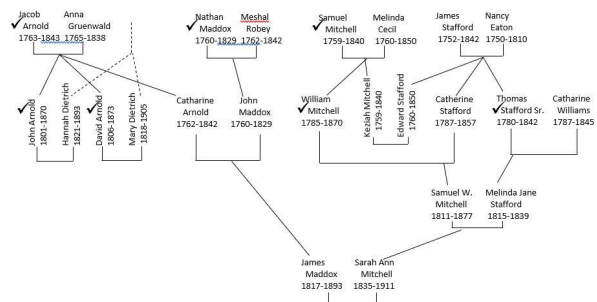 Jacob
Arnold
1763-1843
Anna
Gruenwald
1765-1838
Nathan
Maddox
1760-1829
Meshal
Robey
1762-1842
Samuel
Mitchell
1759-1840
Melinda
Cecil
1760-1850
James
Stafford
1752-1842
Nancy
Eaton
1750-1810
John Arnold
1801-1870
Hannah Dietrich
1821-1893
David Arnold
1806-1873
Mary Dietrich
1818-1905
Catharine
Arnold
1762-1842
John
Maddox
1760-1829
William
Mitchell
1785-1870
Keziah Mitchell
1759-1840
Edward Stafford
1760-1850
Catherine
Stafford
1787-1857
Thomas
Stafford Sr.
1780-1842
Catharine
Williams
1787-1845
Samuel W.
Mitchell
1811-1877
Melinda Jane
Stafford
1815-1839
James
Maddox
1817-1893
Sarah Ann
Mitchell
1835-1911